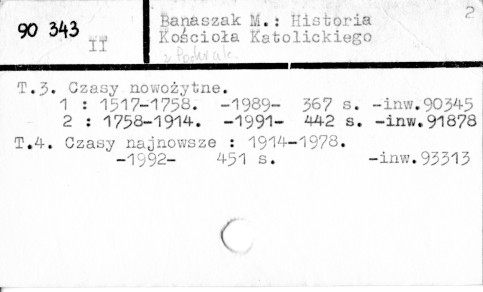 2
90 343
II
Banaszak M.: Historia
Kościoła Katolickiego
T.3. Czasy nowożytne.
1 : 1517-1758. -1989- 367 s. -inw.90345
2 : 1758-1914. -1991- 442 s. -inw.91878
T.4. Czasy najnowsze : 1914-1978.
-1992- 451 s. -inw.93313